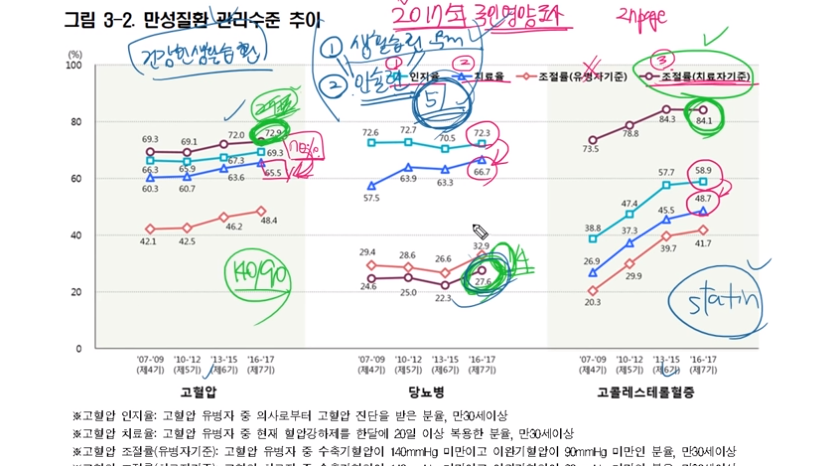 그림 3-2. 만성질환 관리수준 추이
2017년 국민영양조사
건강한 생활습관
① 생활습관
② 인슐린
5
① ② ③
(%)
인지율 치료율 조절률(유병자기준) 조절률(치료자기준)
100
80
60
40
20
0
69.3 69.1 72.0 72.9
66.3 65.9 67.3 69.3
60.3 60.7 63.6 65.5
42.1 42.5 46.2 48.4
140/90
72.6 72.7 70.5 72.3
57.5 63.9 63.3 66.7
29.4 28.6 26.6 32.9
24.6 25.0 22.3 27.6
73.5 78.8 84.3 84.1
38.8 47.4 57.7 58.9
26.9 37.3 45.5 48.7
20.3 29.9 39.7 41.7
statin
'07-'09 '10-'12 '13-'15 '16-'17 '07-'09 '10-'12 '13-'15 '16-'17 '07-'09 '10-'12 '13-'15 '16-'17
(제4기) (제5기) (제6기) (제7기) (제4기) (제5기) (제6기) (제7기) (제4기) (제5기) (제6기) (제7기)
고혈압 당뇨병 고콜레스테롤혈증
※고혈압 인지율: 고혈압 유병자 중 의사로부터 고혈압 진단을 받은 분율, 만30세이상
※고혈압 치료율: 고혈압 유병자 중 현재 혈압강하제를 한달에 20일 이상 복용한 분율, 만30세이상
※고혈압 조절률(유병자기준): 고혈압 유병자 중 수축기혈압이 140mmHg 미만이고 이완기혈압이 90mmHg 미만인 분율, 만30세이상